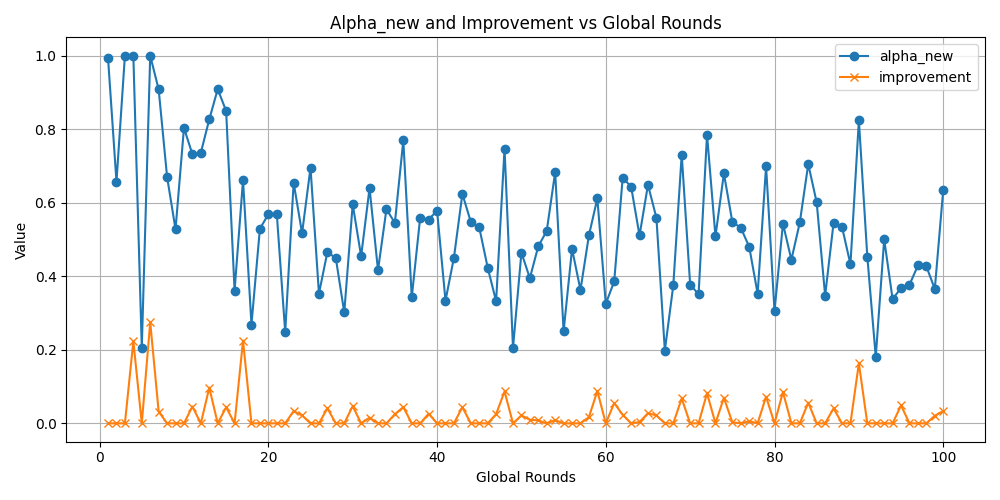 Alpha_new and Improvement vs Global Rounds
alpha_new
improvement
1.0
0.8
0.6
0.4
0.2
0.0
Value
0
20
40
60
80
100
Global Rounds